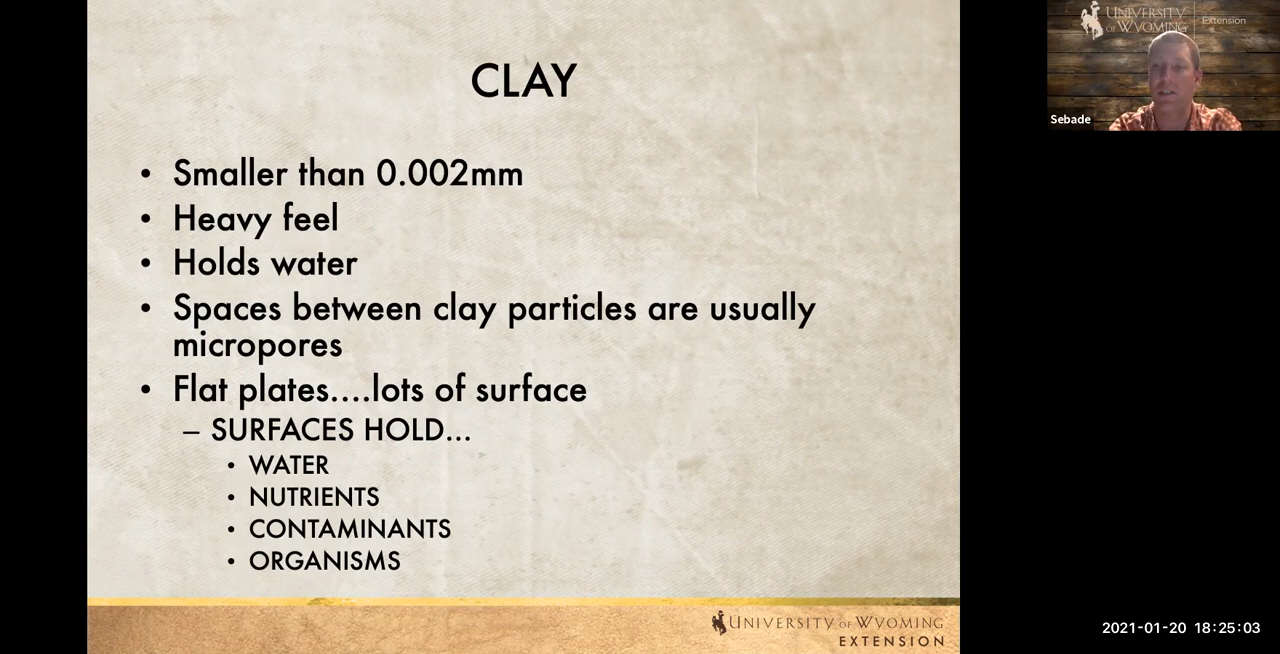 CLAY
• Smaller than 0.002mm
• Heavy feel
• Holds water
• Spaces between clay particles are usually
micropores
• Flat plates....lots of surface
– SURFACES HOLD...
• WATER
• NUTRIENTS
• CONTAMINANTS
• ORGANISMS
UNIVERSITY OF WYOMING
EXTENSION
UNIVERSITY
OF WYOMING
Extension
Sebade
2021-01-20 18:25:03